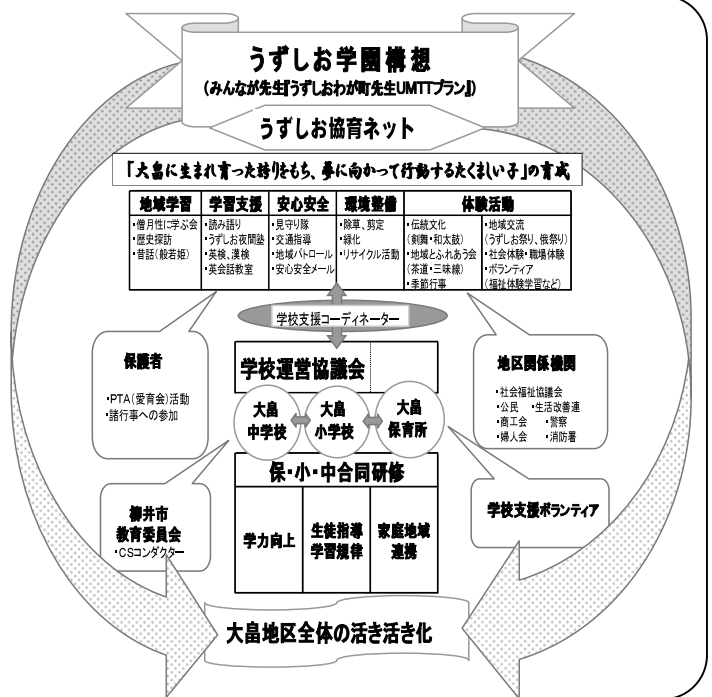 うずしお学園構想
(みんなが先生『うずしおわが町先生UMTTプラン』)
うずしお協育ネット
「大畠に生まれ育った誇りをもち、夢に向かって行動するたくましい子」の育成
地域学習
・僧月性に学ぶ会
・歴史探訪
・昔話(般若姫)
学習支援
・読み語り
・うずしお夜間塾
・英検、漢検
・英会話教室
安心安全
・見守り隊
・交通指導
・地域パトロール
・安心安全メール
環境整備
・除草、剪定
・緑化
・リサイクル活動
体験活動
・伝統文化
(剣舞・和太鼓)
・地域とふれあう会
(茶道・三味線)
・季節行事
・地域交流
(うずしお祭り、俄祭り)
・社会体験・職場体験
・ボランティア
(福祉体験学習など)
学校支援コーディネーター
保護者
・PTA(愛育会)活動
・諸行事への参加
学校運営協議会
地区関係機関
・社会福祉協議会
・公民 ・生活改善連
・商工会 ・警察
・婦人会 ・消防署
大畠
中学校
大畠
小学校
大畠
保育所
保・小・中合同研修
学力向上
生徒指導
学習規律
家庭地域
連携
柳井市
教育委員会
・CSコンダクター
学校支援ボランティア
大畠地区全体の活き活き化